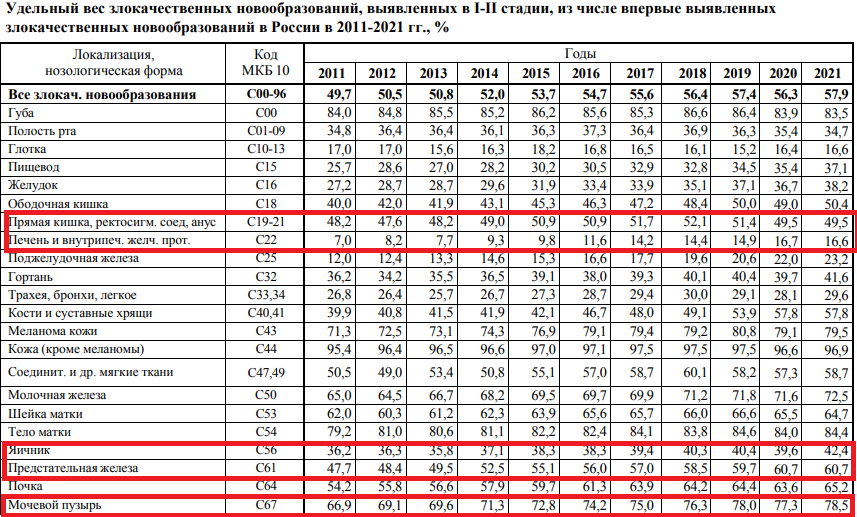 Удельный вес злокачественных новообразований, выявленных в I-II стадии, из числе впервые выявленных
злокачественных новообразований в России в 2011-2021 гг., %
Локализация, нозологическая форма Код МКБ 10 Годы
2011 2012 2013 2014 2015 2016 2017 2018 2019 2020 2021
Все злокач. новообразования C00-96 49,7 50,5 50,8 52,0 53,7 54,7 55,6 56,4 57,4 56,3 57,9
Губа C00 84,0 84,8 85,5 85,2 86,2 85,6 85,3 86,6 86,4 83,9 83,5
Полость рта C01-09 34,8 36,4 36,4 36,1 36,3 37,3 36,4 36,9 36,3 35,4 34,7
Глотка C10-13 17,0 17,0 15,6 16,3 18,2 16,8 16,5 16,1 15,2 16,4 16,6
Пищевод C15 25,7 28,6 27,0 28,2 30,2 30,5 32,9 32,8 34,5 35,4 37,1
Желудок C16 27,2 28,7 28,7 29,6 31,9 33,4 33,9 35,1 37,1 36,7 38,2
Ободочная кишка C18 40,0 42,0 41,9 43,1 45,3 46,3 47,2 48,4 50,0 49,0 50,4
Прямая кишка, ректосигм. соед, анус C19-21 48,2 47,6 48,2 49,0 50,9 50,9 51,7 52,1 51,4 49,5 49,5
Печень и внутрипеч. желч. прот. C22 7,0 8,2 7,7 9,3 9,8 11,6 14,2 14,4 14,9 16,7 16,6
Поджелудочная железа C25 12,0 12,4 13,3 14,6 15,3 16,6 17,7 19,6 20,6 22,0 23,2
Гортань C32 36,2 34,2 35,5 36,5 39,1 38,0 39,3 40,1 40,4 39,7 41,6
Трахея, бронхи, легкое C33,34 26,8 26,4 25,7 26,7 27,3 28,7 29,4 30,0 29,1 28,1 29,6
Кости и суставные хрящи C40,41 39,9 40,8 41,5 41,9 42,1 46,7 48,0 49,1 53,9 57,8 57,8
Меланома кожи C43 71,3 72,5 73,1 74,3 76,9 79,1 79,4 79,2 80,8 79,1 79,5
Кожа (кроме меланомы) C44 95,4 96,4 96,5 96,6 97,0 97,1 97,5 97,5 97,5 96,6 96,9
Соединит. и др. мягкие ткани C47,49 50,5 49,0 53,4 50,8 55,1 57,0 58,7 60,1 58,2 57,3 58,7
Молочная железа C50 65,0 64,5 66,7 68,2 69,5 69,7 69,9 71,2 71,8 71,6 72,5
Шейка матки C53 62,0 60,3 61,2 62,3 63,9 65,6 65,7 66,0 66,6 65,5 64,7
Тело матки C54 79,2 81,0 80,6 81,1 82,2 82,4 84,1 83,8 84,6 84,0 84,4
Яичник C56 36,2 36,3 35,8 37,1 38,3 38,3 39,4 40,3 40,4 39,6 42,4
Предстательная железа C61 47,7 48,4 49,5 52,5 55,1 56,0 57,0 58,5 59,7 60,7 60,7
Почка C64 54,2 55,8 56,6 57,9 59,7 61,3 63,9 64,2 64,4 63,6 65,2
Мочевой пузырь C67 66,9 69,1 69,6 71,3 72,8 74,2 75,0 76,3 78,0 77,3 78,5